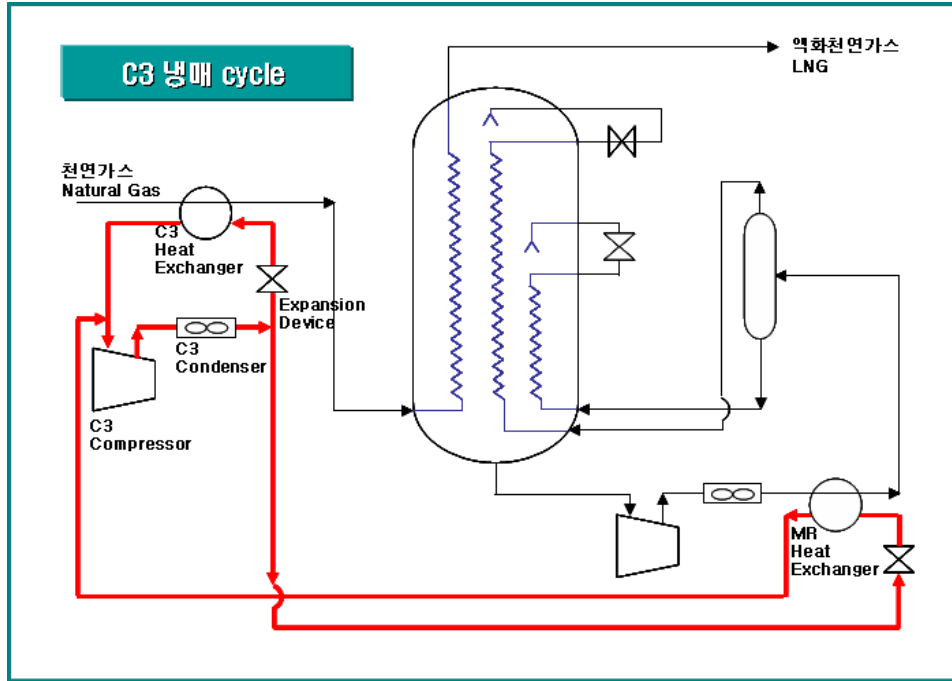 C3 냉매 cycle
액화천연가스
LNG
천연가스
Natural Gas
C3
Heat
Exchanger
Expansion
Device
C3
Condenser
C3
Compressor
MR
Heat
Exchanger